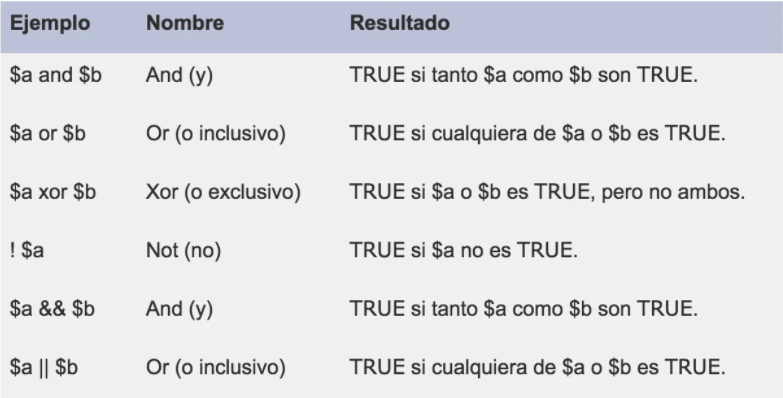 Ejemplo Nombre Resultado
$a and $b And (y) TRUE si tanto $a como $b son TRUE.
$a or $b Or (o inclusivo) TRUE si cualquiera de $a o $b es TRUE.
$a xor $b Xor (o exclusivo) TRUE si $a o $b es TRUE, pero no ambos.
! $a Not (no) TRUE si $a no es TRUE.
$a && $b And (y) TRUE si tanto $a como $b son TRUE.
$a || $b Or (o inclusivo) TRUE si cualquiera de $a o $b es TRUE.